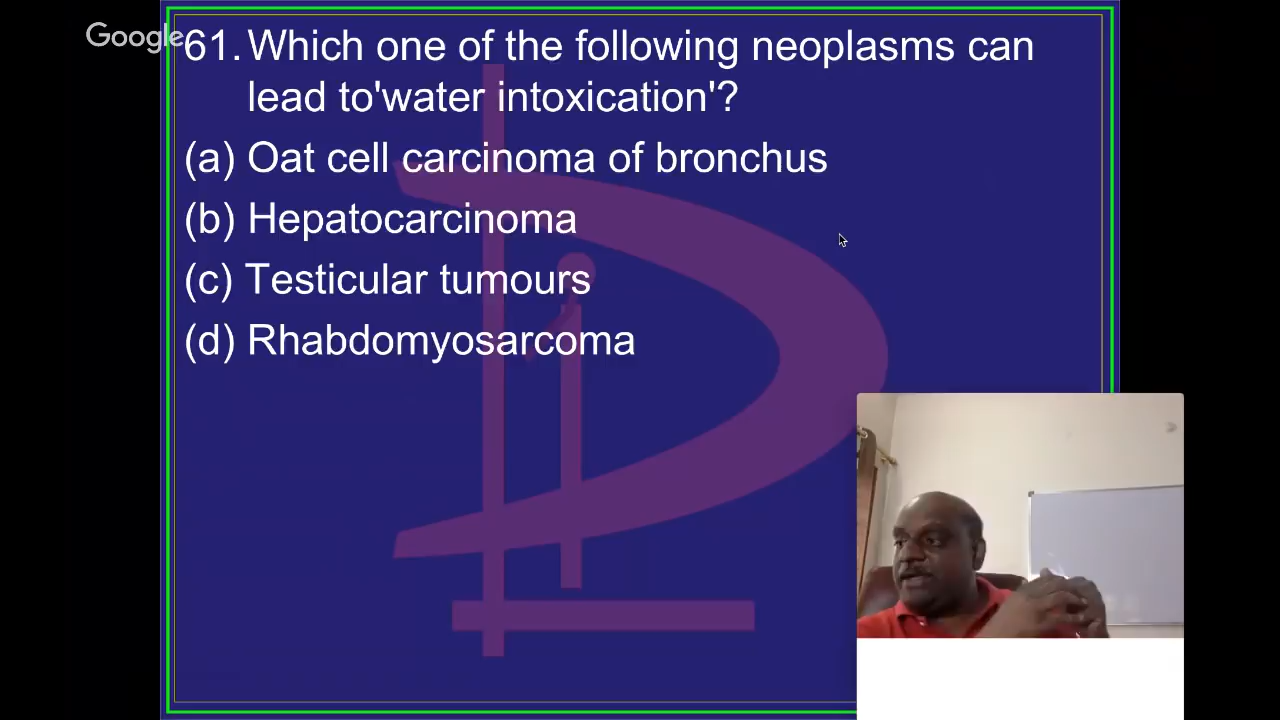 Google
61. Which one of the following neoplasms can
lead to'water intoxication'?
(a) Oat cell carcinoma of bronchus
(b) Hepatocarcinoma
(c) Testicular tumours
(d) Rhabdomyosarcoma